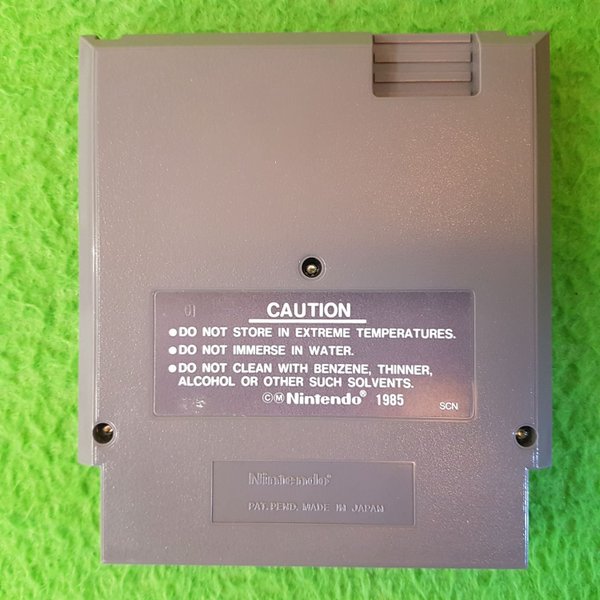 CAUTION
•DO NOT STORE IN EXTREME TEMPERATURES.
•DO NOT IMMERSE IN WATER.
•DO NOT CLEAN WITH BENZENE, THINNER,
ALCOHOL OR OTHER SUCH SOLVENTS.
©Ⓜ Nintendo® 1985
SCN
Nintendo®
PAT. PEND. MADE IN JAPAN